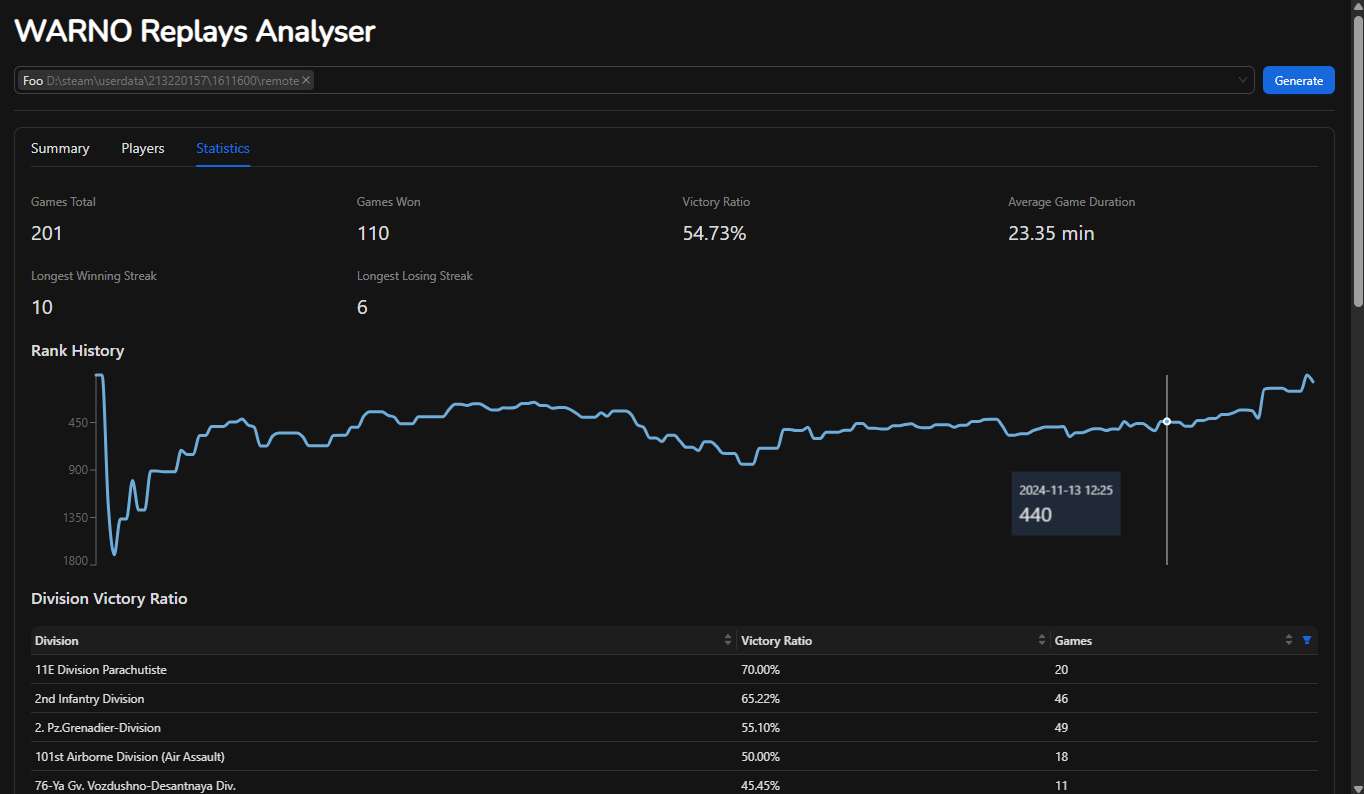 WARNO Replays Analyser
Foo D:\steam\userdata\213220157\1611600\remote
Generate
Summary Players Statistics
Games Total Games Won Victory Ratio Average Game Duration
201 110 54.73% 23.35 min
Longest Winning Streak Longest Losing Streak
10 6
Rank History
450
900
1350
1800
2024-11-13 12:25
440
Division Victory Ratio
Division Victory Ratio Games
11E Division Parachutiste 70.00% 20
2nd Infantry Division 65.22% 46
2. Pz.Grenadier-Division 55.10% 49
101st Airborne Division (Air Assault) 50.00% 18
76-Ya Gv. Vozdushno-Desantnaya Div. 45.45% 11